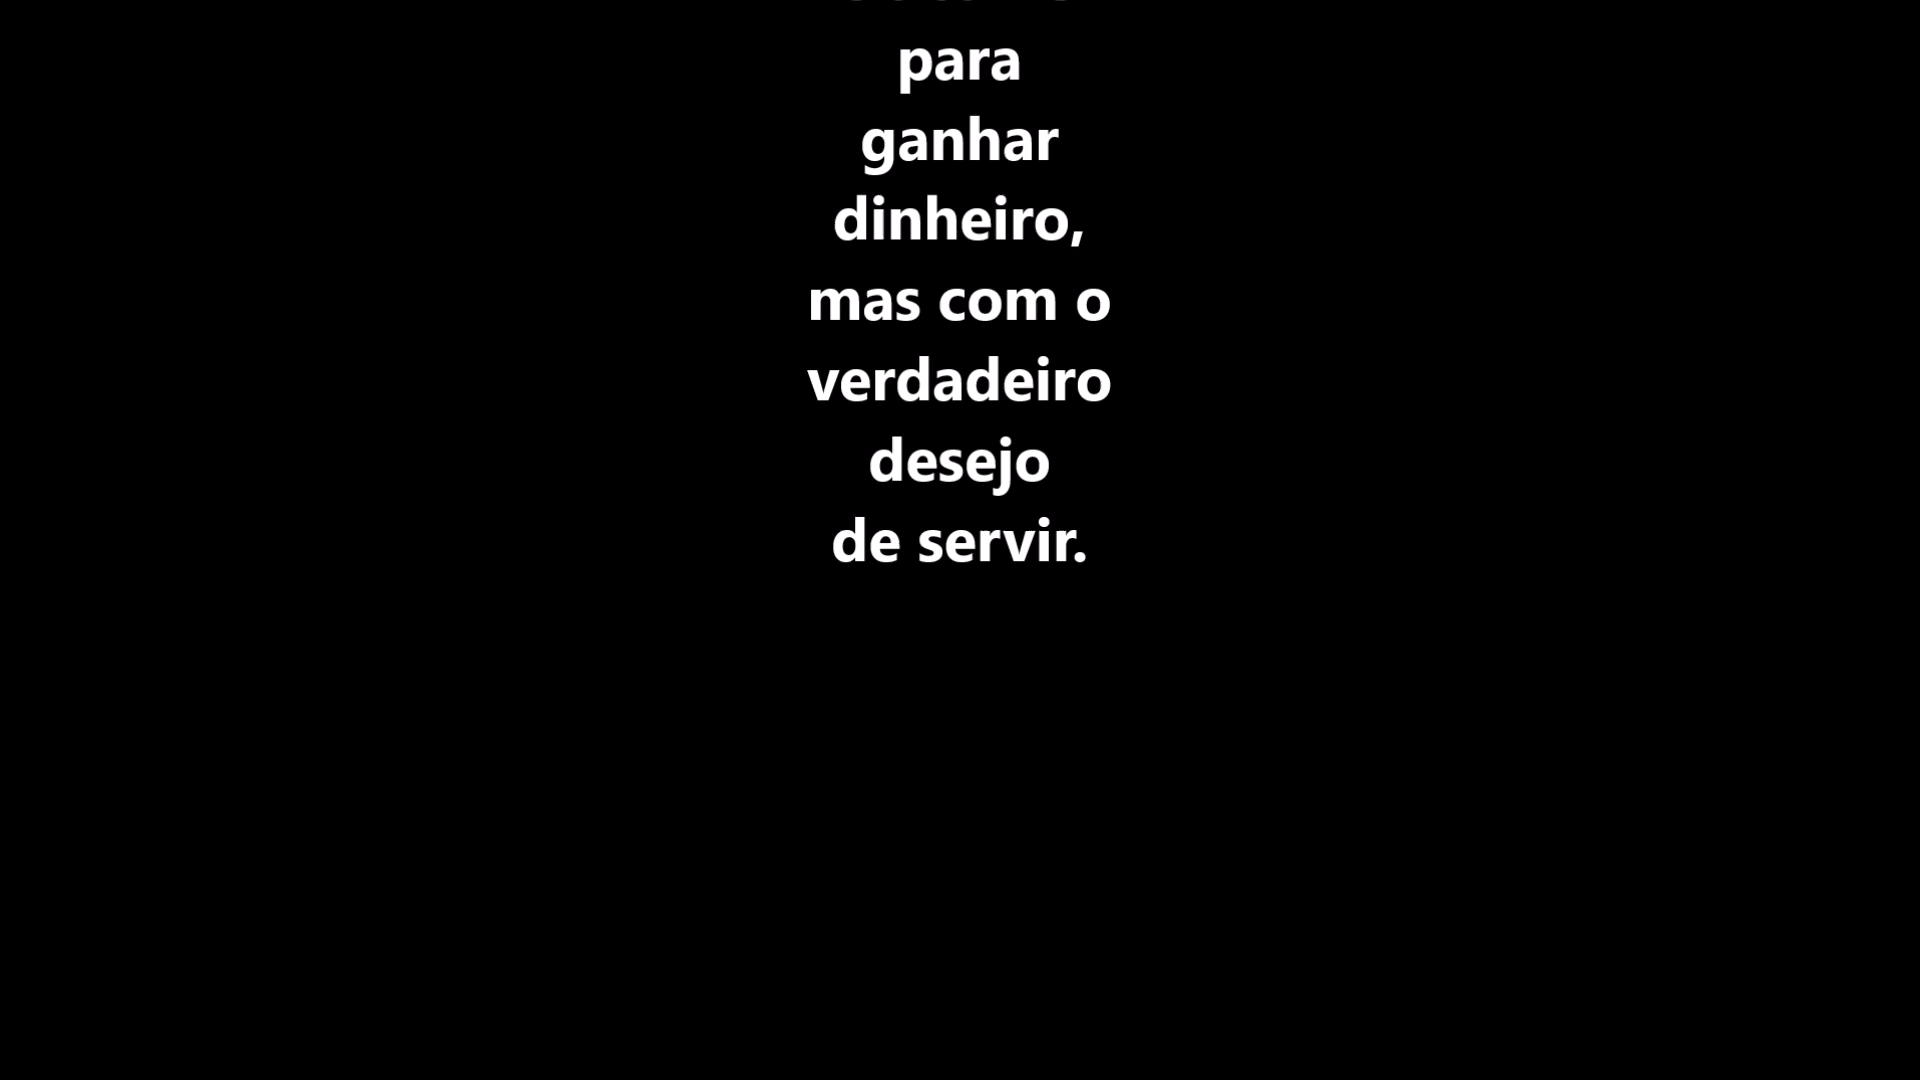 para
ganhar
dinheiro,
mas com o
verdadeiro
desejo
de servir.